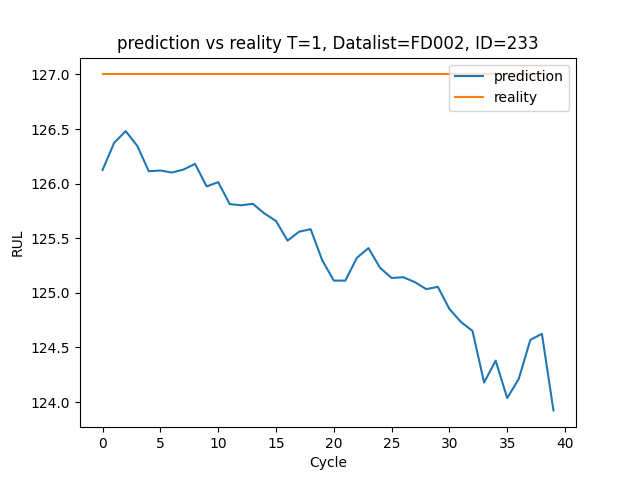 prediction vs reality T=1, Datalist=FD002, ID=233
127.0
126.5
126.0
125.5
125.0
124.5
124.0
RUL
prediction
reality
0 5 10 15 20 25 30 35 40
Cycle